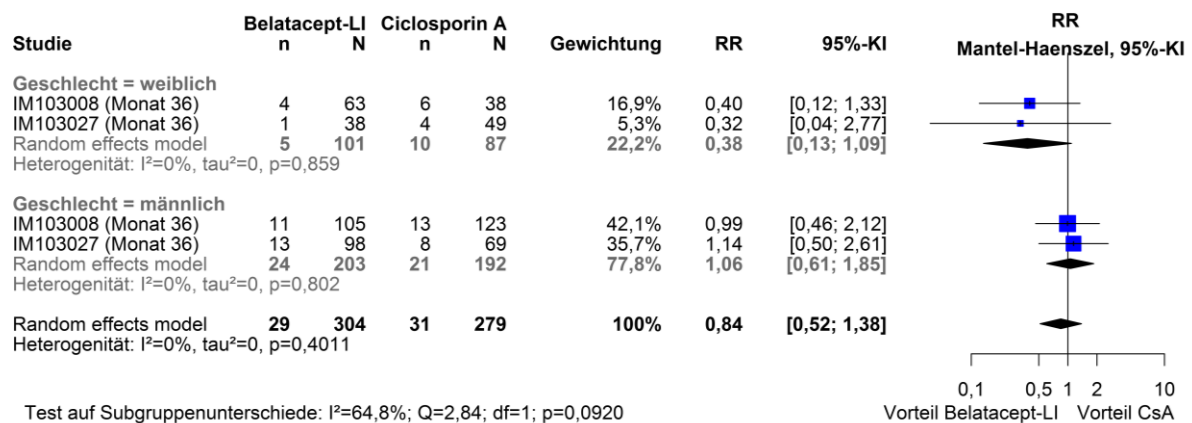 Belatacept-LI Ciclosporin A RR
Studie n N n N Gewichtung RR 95%-KI Mantel-Haenszel, 95%-KI
Geschlecht = weiblich
IM103008 (Monat 36) 4 63 6 38 16,9% 0,40 [0,12; 1,33]
IM103027 (Monat 36) 1 38 4 49 5,3% 0,32 [0,04; 2,77]
Random effects model 5 101 10 87 22,2% 0,38 [0,13; 1,09]
Heterogenität: I²=0%, tau²=0, p=0,859
Geschlecht = männlich
IM103008 (Monat 36) 11 105 13 123 42,1% 0,99 [0,46; 2,12]
IM103027 (Monat 36) 13 98 8 69 35,7% 1,14 [0,50; 2,61]
Random effects model 24 203 21 192 77,8% 1,06 [0,61; 1,85]
Heterogenität: I²=0%, tau²=0, p=0,802
Random effects model 29 304 31 279 100% 0,84 [0,52; 1,38]
Heterogenität: I²=0%, tau²=0, p=0,4011
0,1 0,5 1 2 10
Test auf Subgruppenunterschiede: I²=64,8%; Q=2,84; df=1; p=0,0920 Vorteil Belatacept-LI Vorteil CsA